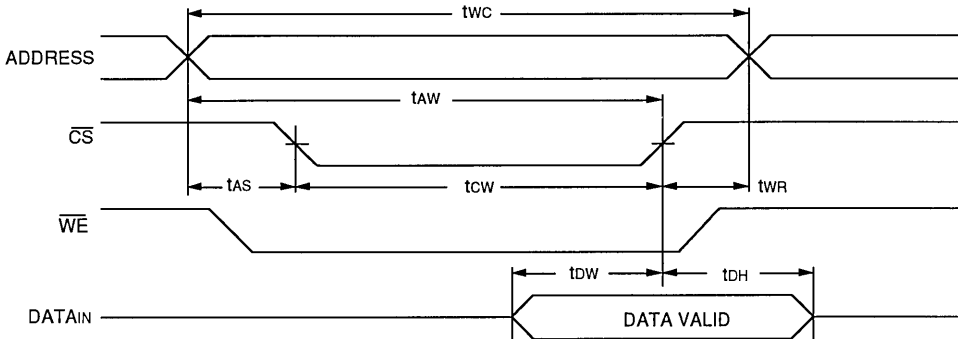 tWC
ADDRESS
tAW
CS
tAS
tCW
tWR
WE
tDW
tDH
DATAIN
DATA VALID